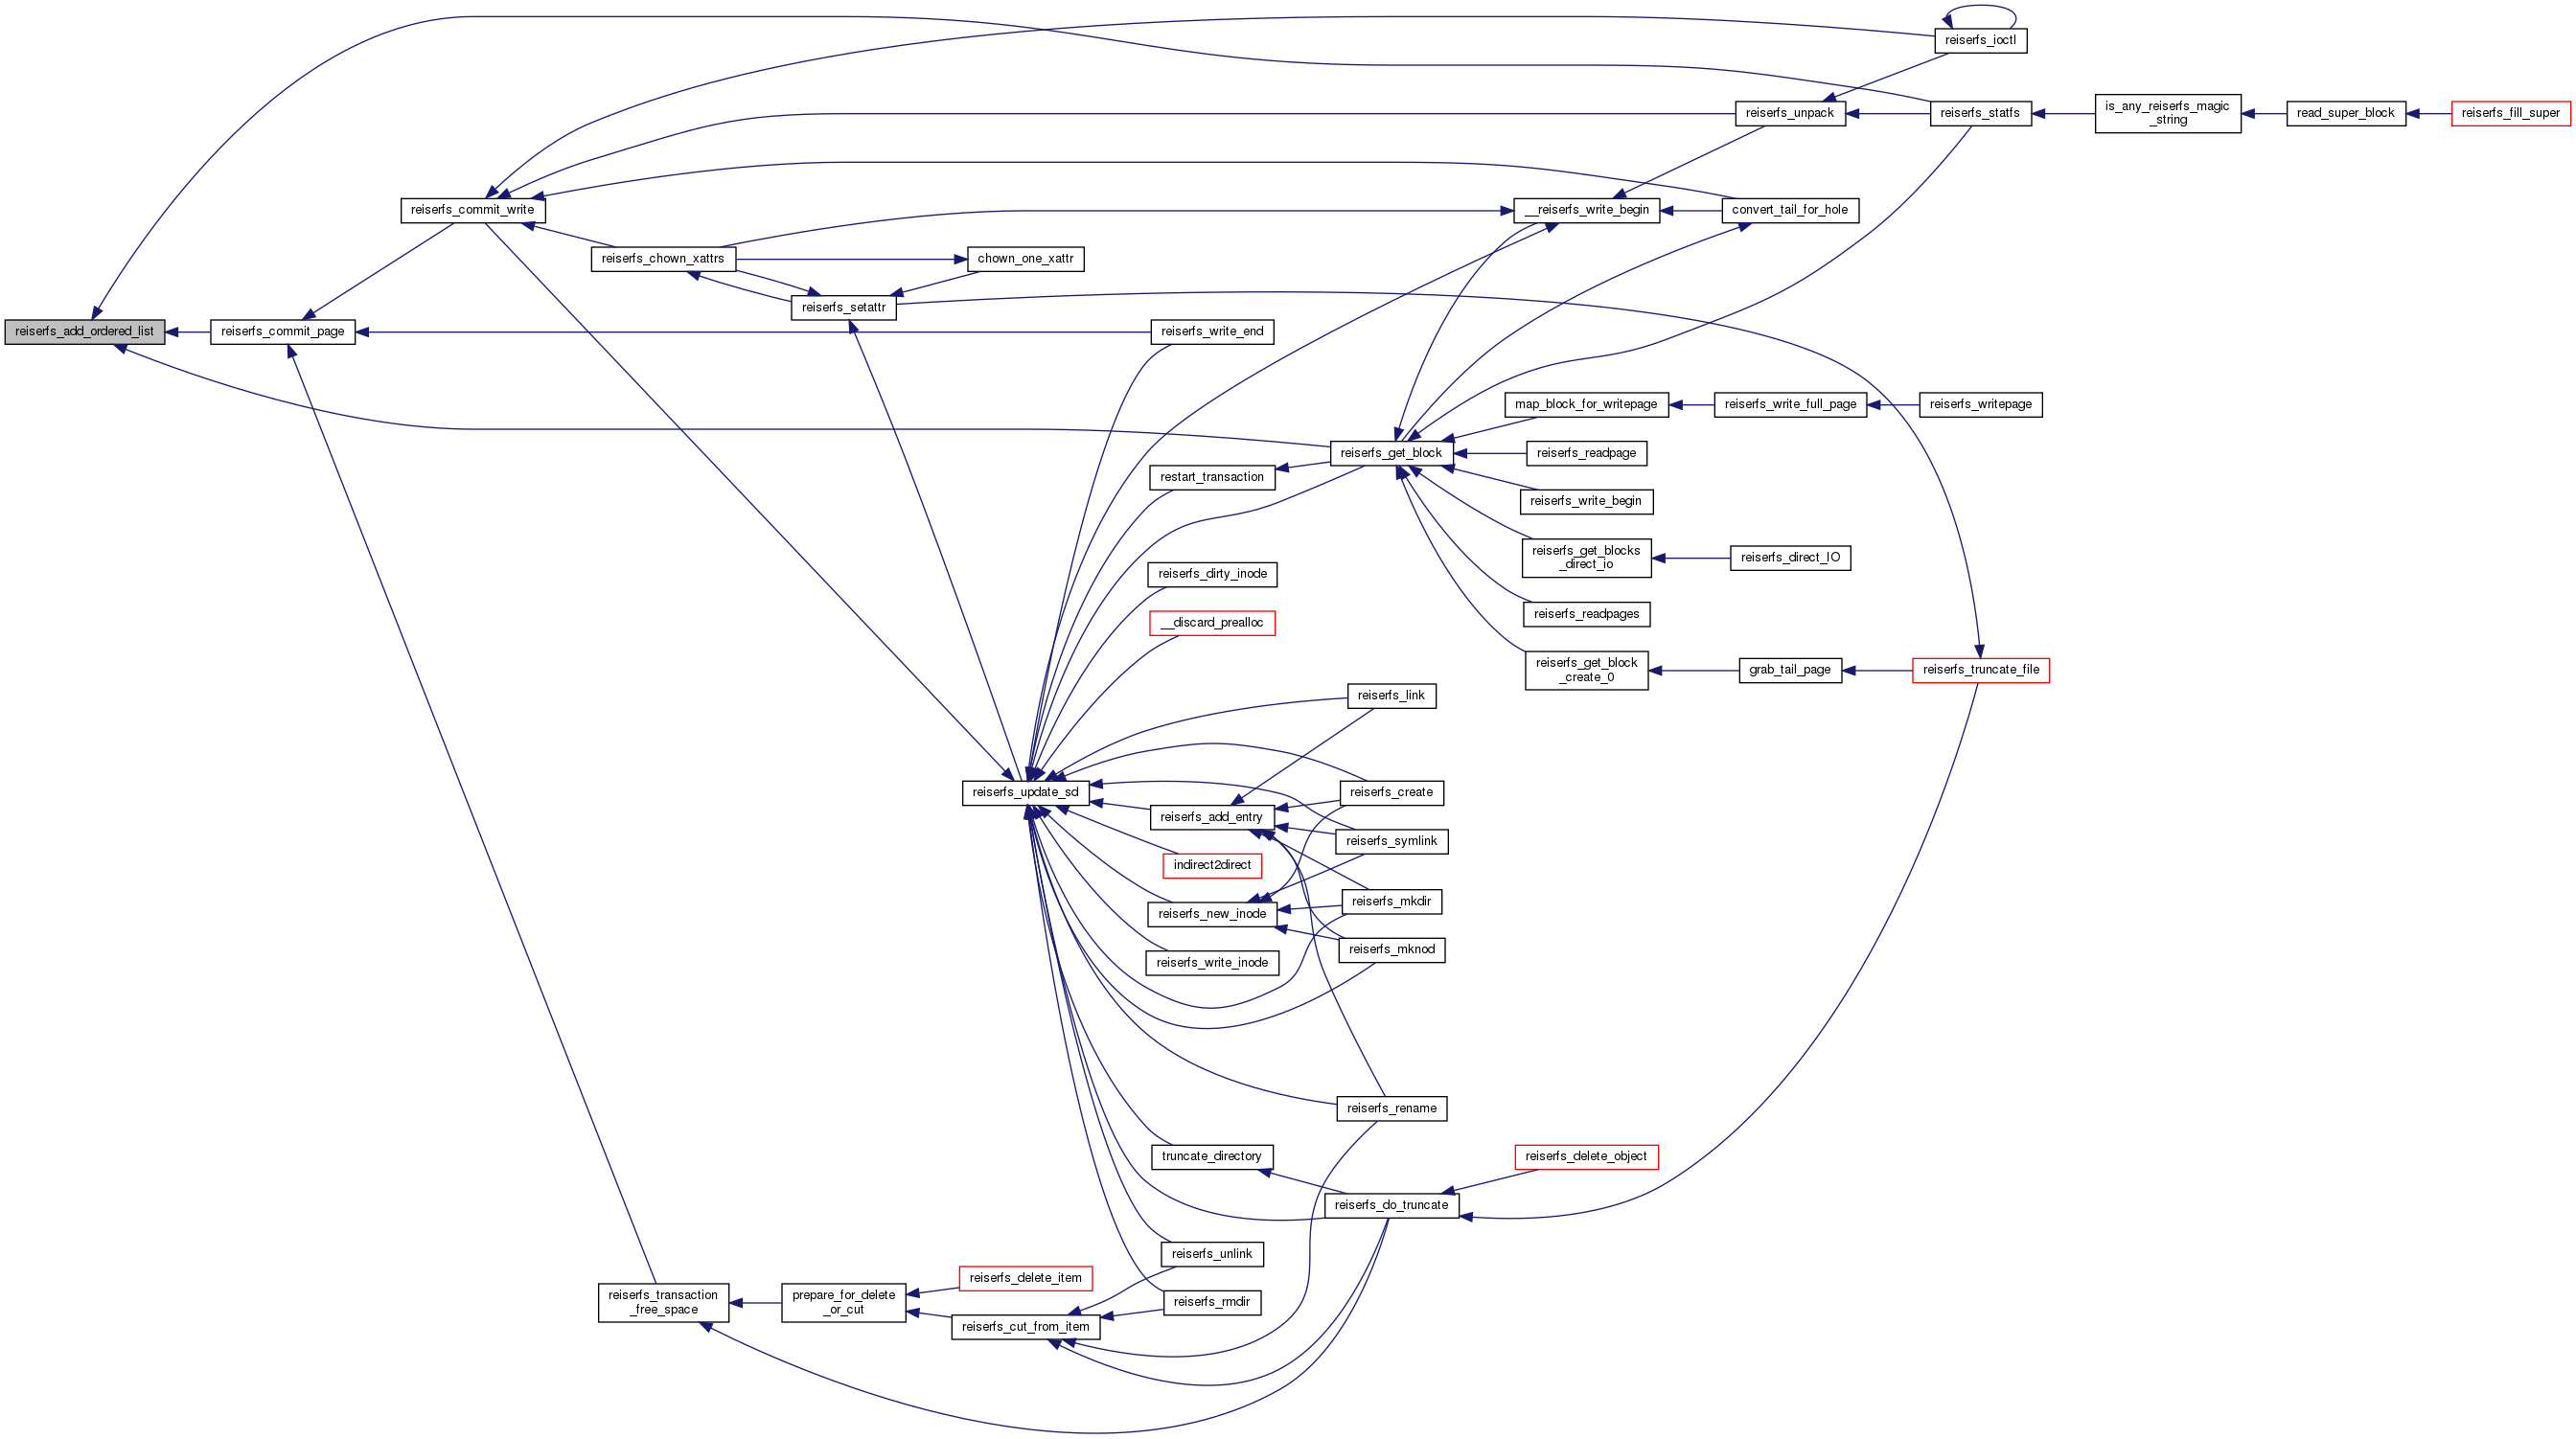 reiserfs_ioctl
reiserfs_unpack
reiserfs_statfs
is_any_reiserfs_magic
_string
read_super_block
reiserfs_fill_super
reiserfs_commit_write
__reiserfs_write_begin
convert_tail_for_hole
reiserfs_chown_xattrs
chown_one_xattr
reiserfs_setattr
reiserfs_add_ordered_list
reiserfs_commit_page
reiserfs_write_end
map_block_for_writepage
reiserfs_write_full_page
reiserfs_writepage
reiserfs_get_block
reiserfs_readpage
restart_transaction
reiserfs_write_begin
reiserfs_get_blocks
_direct_io
reiserfs_direct_IO
reiserfs_dirty_inode
reiserfs_readpages
__discard_prealloc
reiserfs_get_block
_create_0
grab_tail_page
reiserfs_truncate_file
reiserfs_link
reiserfs_update_sd
reiserfs_create
reiserfs_add_entry
reiserfs_symlink
indirect2direct
reiserfs_mkdir
reiserfs_new_inode
reiserfs_mknod
reiserfs_write_inode
reiserfs_rename
truncate_directory
reiserfs_delete_object
reiserfs_do_truncate
reiserfs_unlink
reiserfs_delete_item
reiserfs_transaction
_free_space
prepare_for_delete
_or_cut
reiserfs_rmdir
reiserfs_cut_from_item